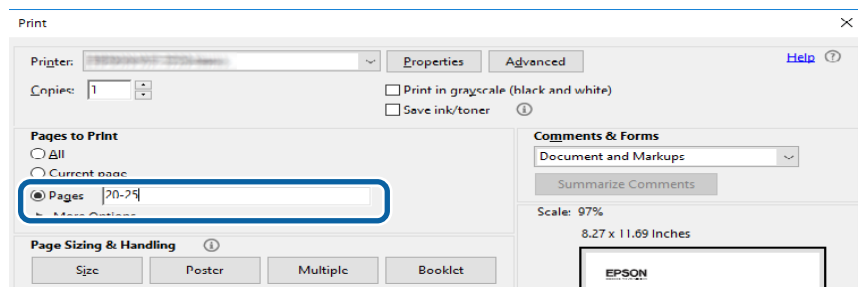 Print
Printer: Properties Advanced Help
Copies: 1 Print in grayscale (black and white)
Save ink/toner
Pages to Print
All
Current page
Pages 20-25
More Options
Comments & Forms
Document and Markups
Summarize Comments
Scale: 97%
8.27 x 11.69 Inches
Page Sizing & Handling
Size Poster Multiple Booklet
EPSON